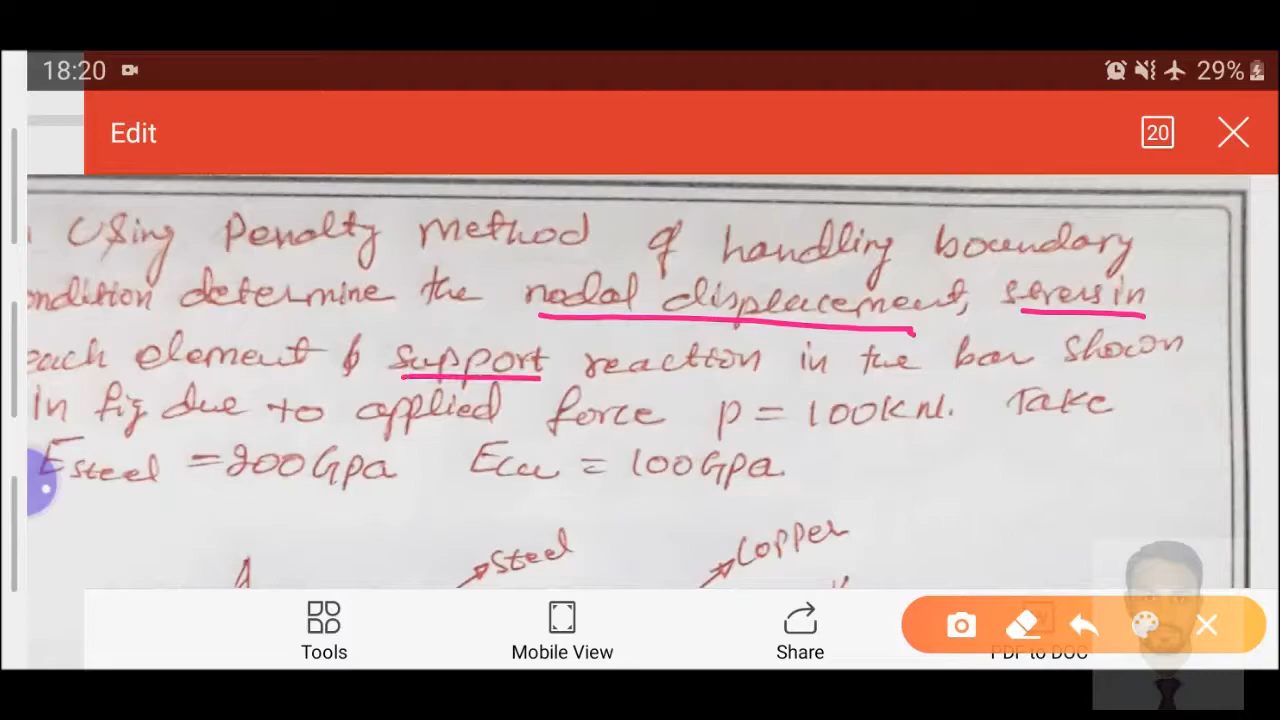 18:20
29%
Edit
20
Using Penalty method of handling boundary
ondition determine the nodal displacement, stress in
each element & support reaction in the bar shown
In fig due to applied force P = 100KN. Take
Esteel = 200Gpa Ecu = 100Gpa.
Steel
Copper
Tools
Mobile View
Share
PDF to DOC